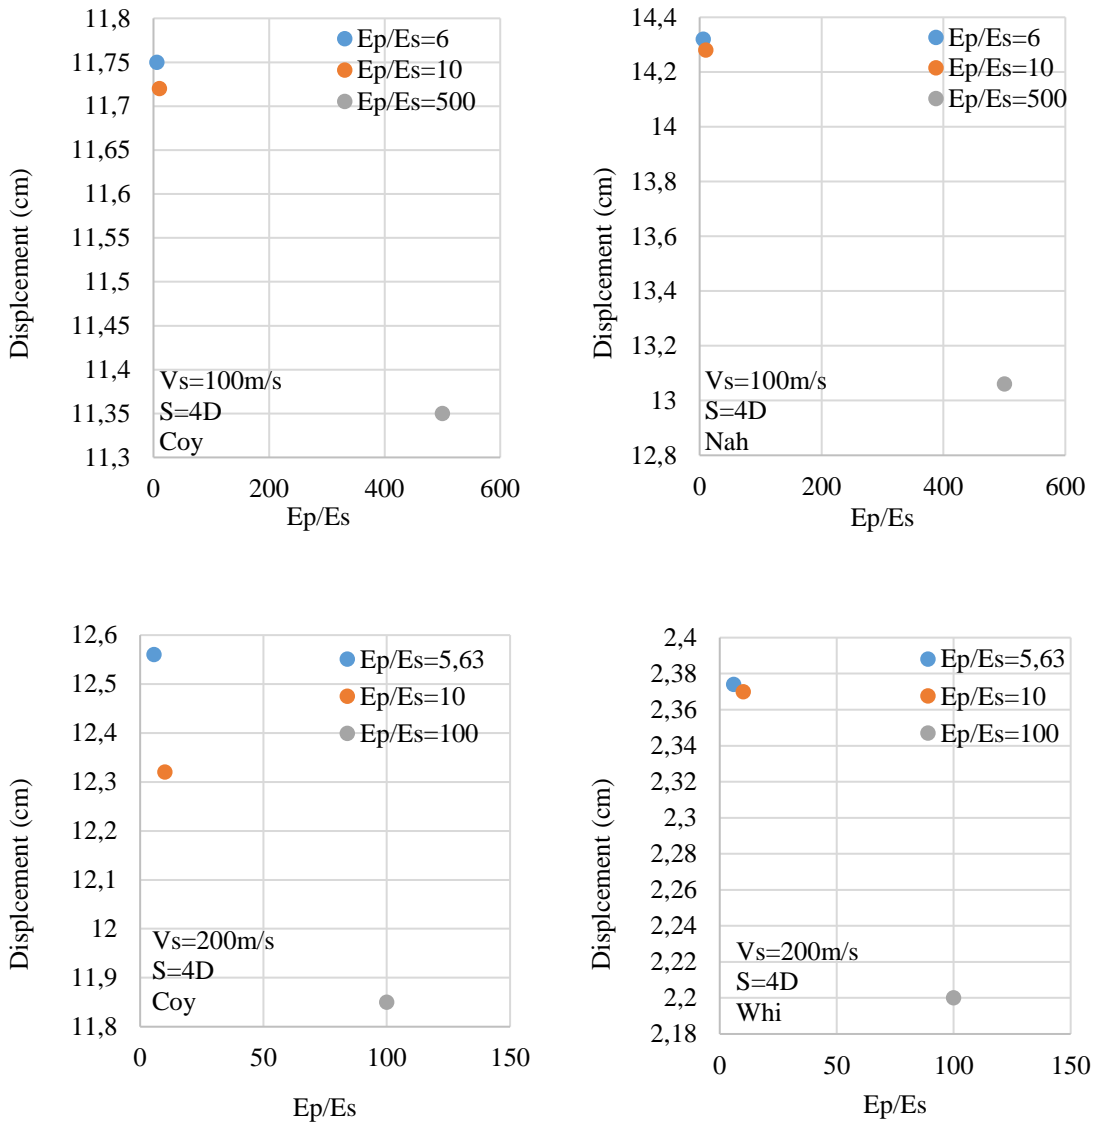 11,8
11,75
11,7
11,65
11,6
11,55
11,5
11,45
11,4
11,35
11,3
Displcement (cm)
Ep/Es=6
Ep/Es=10
Ep/Es=500
Vs=100m/s
S=4D
Coy
0 200 400 600
Ep/Es
14,4
14,2
14
13,8
13,6
13,4
13,2
13
12,8
Displcement (cm)
Ep/Es=6
Ep/Es=10
Ep/Es=500
Vs=100m/s
S=4D
Nah
0 200 400 600
Ep/Es
12,6
12,5
12,4
12,3
12,2
12,1
12
11,9
11,8
Displcement (cm)
Ep/Es=5,63
Ep/Es=10
Ep/Es=100
Vs=200m/s
S=4D
Coy
0 50 100 150
Ep/Es
2,4
2,38
2,36
2,34
2,32
2,3
2,28
2,26
2,24
2,22
2,2
2,18
Displcement (cm)
Ep/Es=5,63
Ep/Es=10
Ep/Es=100
Vs=200m/s
S=4D
Whi
0 50 100 150
Ep/Es